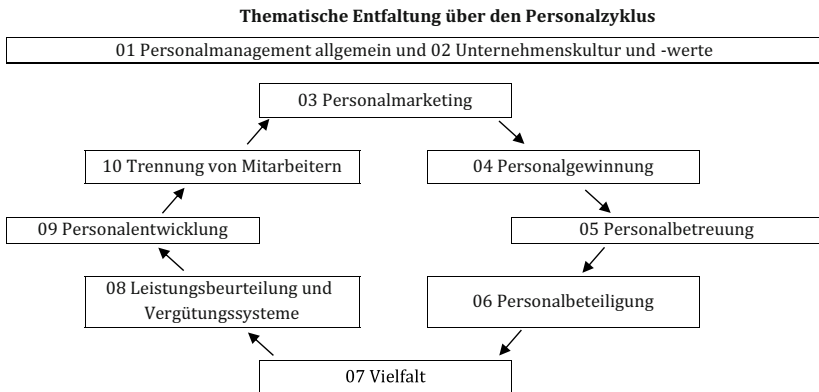 Thematische Entfaltung über den Personalzyklus
01 Personalmanagement allgemein und 02 Unternehmenskultur und -werte
03 Personalmarketing
10 Trennung von Mitarbeitern
04 Personalgewinnung
09 Personalentwicklung
05 Personalbetreuung
08 Leistungsbeurteilung und
Vergütungssysteme
06 Personalbeteiligung
07 Vielfalt